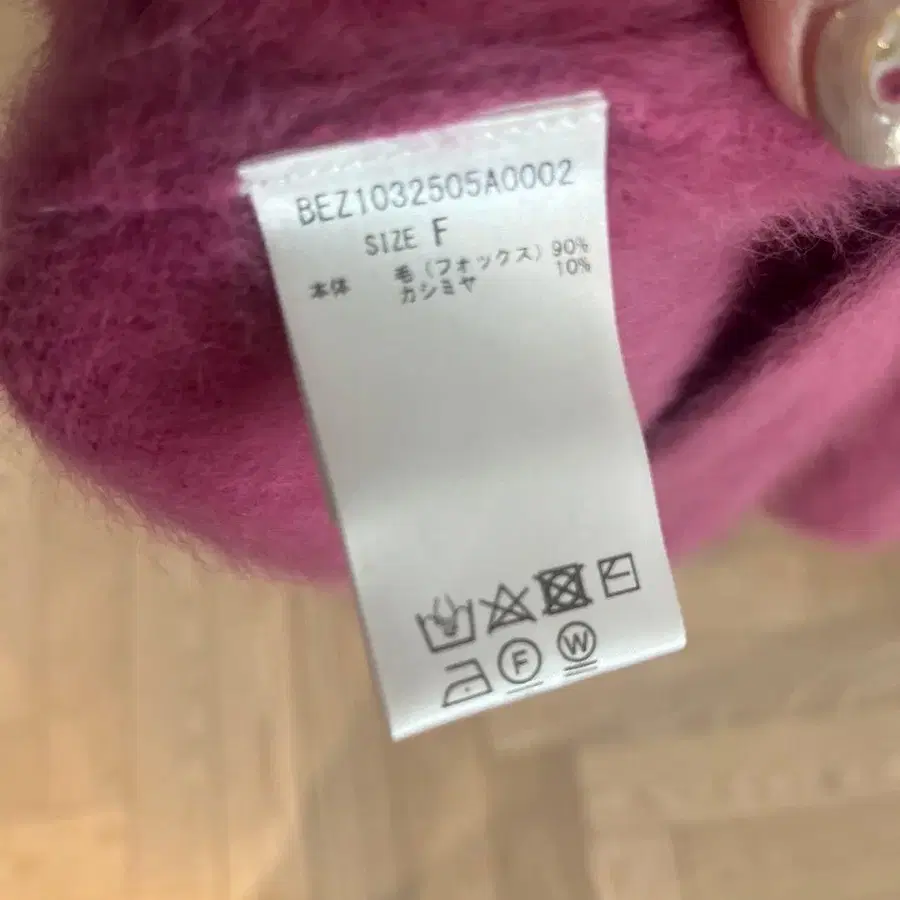 BEZ1032505A0002
SIZE F
本体 毛(フォックス) 90%
カシミヤ 10%
F W